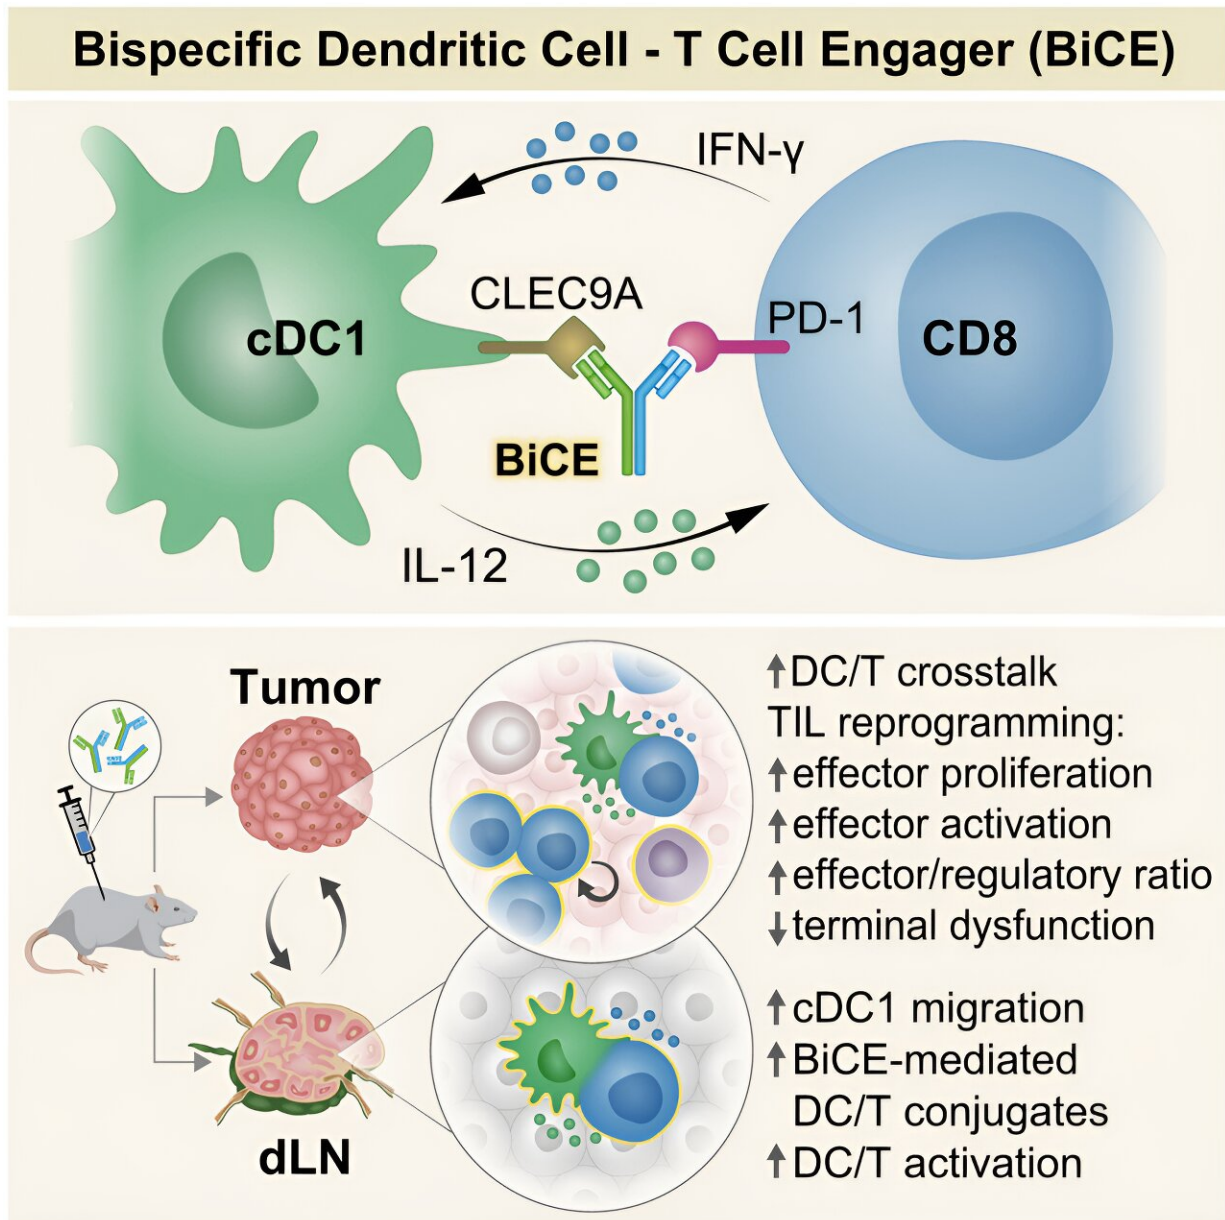 Bispecific Dendritic Cell - T Cell Engager (BiCE)
IFN-γ
CLEC9A
PD-1
cDC1
CD8
BiCE
IL-12
Tumor
dLN
↑DC/T crosstalk
TIL reprogramming:
↑effector proliferation
↑effector activation
↑effector/regulatory ratio
↓terminal dysfunction
↑cDC1 migration
↑BiCE-mediated
DC/T conjugates
↑DC/T activation